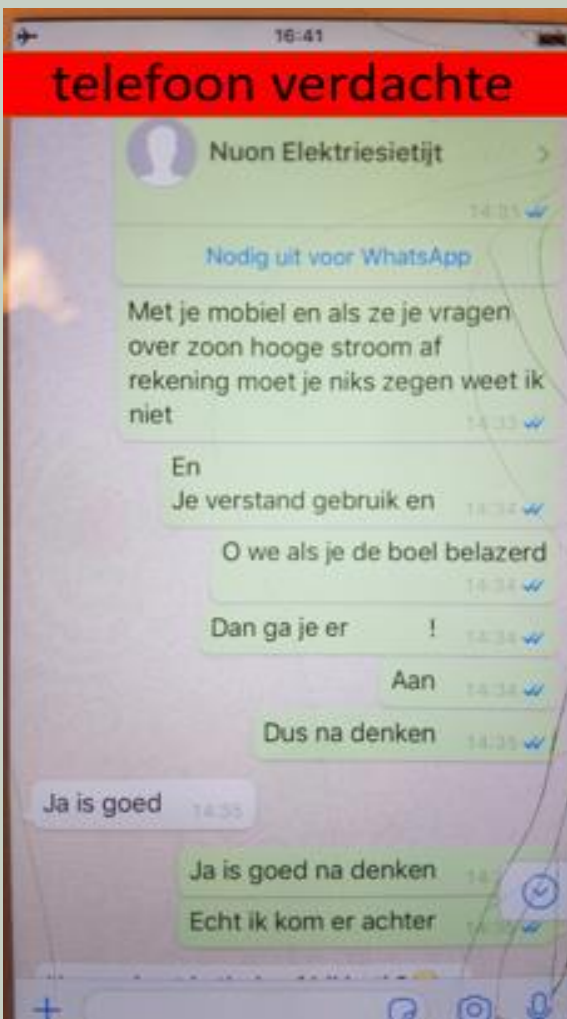 16:41
telefoon verdachte
Nuon Elektriesietijt
14:31
Nodig uit voor WhatsApp
Met je mobiel en als ze je vragen
over zoon hooge stroom af
rekening moet je niks zegen weet ik
niet
14:33
En
Je verstand gebruik en 14:34
O we als je de boel belazerd
14:34
Dan ga je er ! 14:34
Aan 14:34
Dus na denken 14:35
Ja is goed 14:35
Ja is goed na denken
Echt ik kom er achter